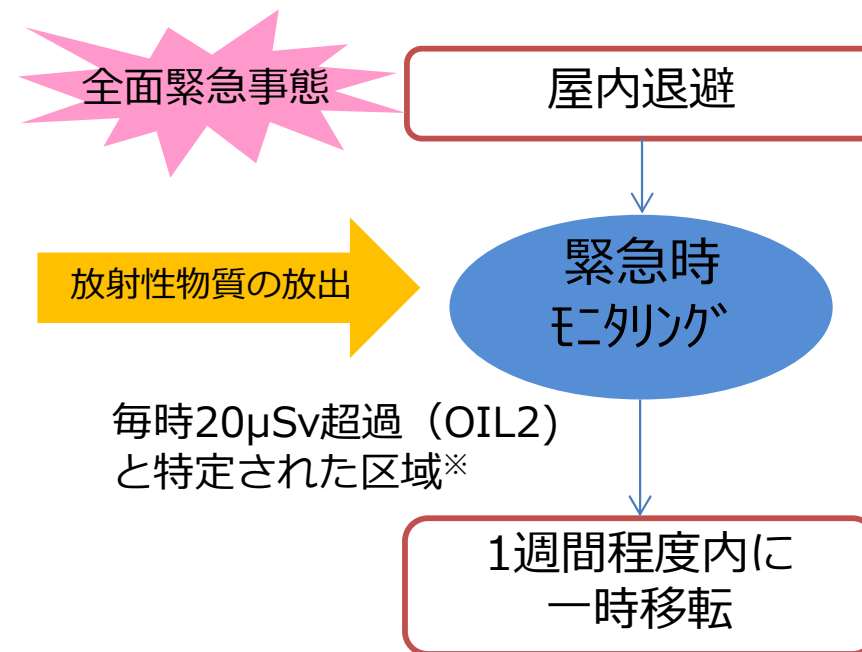 全面緊急事態
屋内退避
放射性物質の放出
緊急時
ﾓﾆﾀﾘﾝｸﾞ
毎時20μSv超過（OIL2)
と特定された区域※
1週間程度内に
一時移転